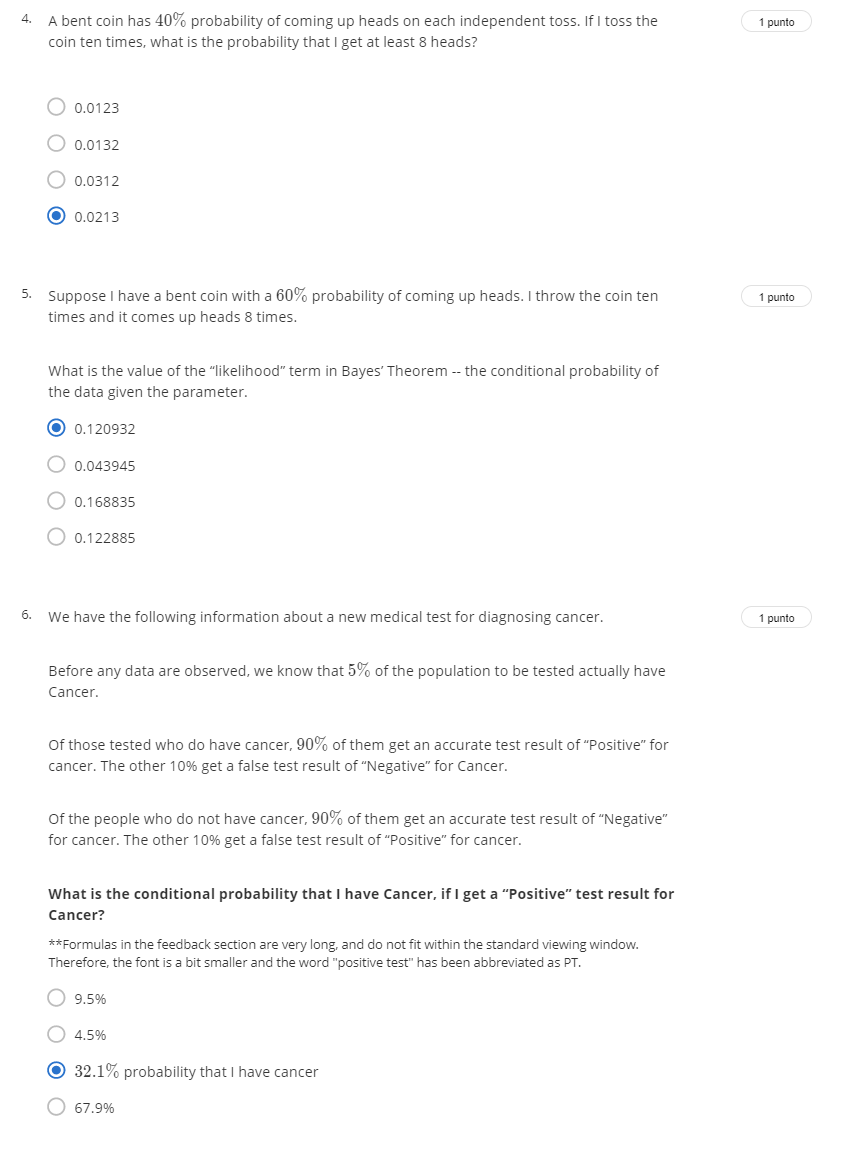 4. A bent coin has 40% probability of coming up heads on each independent toss. If I toss the
coin ten times, what is the probability that I get at least 8 heads?
1 punto
0.0123
0.0132
0.0312
0.0213
5. Suppose I have a bent coin with a 60% probability of coming up heads. I throw the coin ten
times and it comes up heads 8 times.
1 punto
What is the value of the “likelihood” term in Bayes’ Theorem -- the conditional probability of
the data given the parameter.
0.120932
0.043945
0.168835
0.122885
6. We have the following information about a new medical test for diagnosing cancer.
1 punto
Before any data are observed, we know that 5% of the population to be tested actually have
Cancer.
Of those tested who do have cancer, 90% of them get an accurate test result of “Positive” for
cancer. The other 10% get a false test result of “Negative” for Cancer.
Of the people who do not have cancer, 90% of them get an accurate test result of “Negative”
for cancer. The other 10% get a false test result of “Positive” for cancer.
What is the conditional probability that I have Cancer, if I get a “Positive” test result for
Cancer?
**Formulas in the feedback section are very long, and do not fit within the standard viewing window.
Therefore, the font is a bit smaller and the word "positive test" has been abbreviated as PT.
9.5%
4.5%
32.1% probability that I have cancer
67.9%